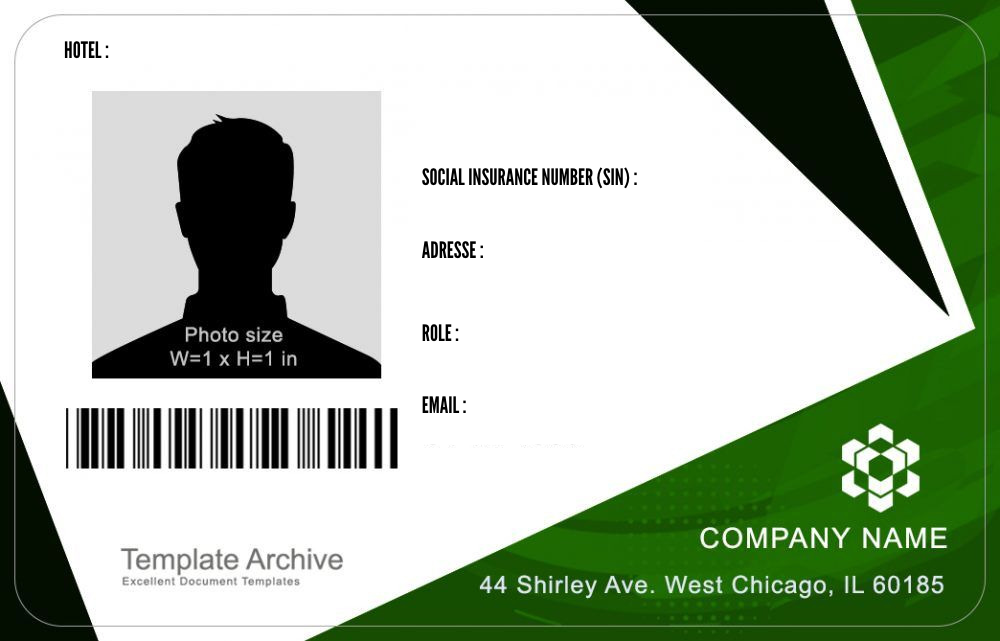 HOTEL :
SOCIAL INSURANCE NUMBER (SIN) :
ADRESSE :
ROLE :
EMAIL :
Photo size
W=1 x H=1 in
Template Archive
Excellent Document Templates
COMPANY NAME
44 Shirley Ave. West Chicago, IL 60185